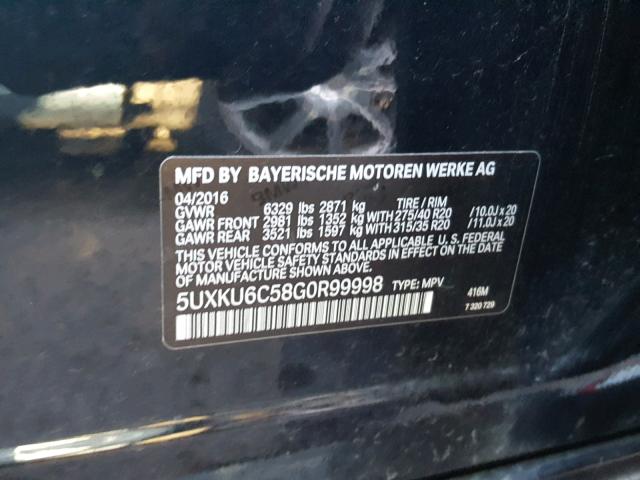 MFD BY BAYERISCHE MOTOREN WERKE AG
04/2016 TIRE / RIM
GVWR 6329 lbs 2871 kg
GAWR FRONT 2981 lbs 1352 kg WITH 275/40 R20 /10.0J x 20
GAWR REAR 3521 lbs 1597 kg WITH 315/35 R20 /11.0J x 20
THIS VEHICLE CONFORMS TO ALL APPLICABLE U. S. FEDERAL
MOTOR VEHICLE SAFETY STANDARDS IN EFFECT ON THE DATE
OF MANUFACTURE SHOWN ABOVE.
5UXKU6C58G0R99998 TYPE: MPV 416M
7 320 729